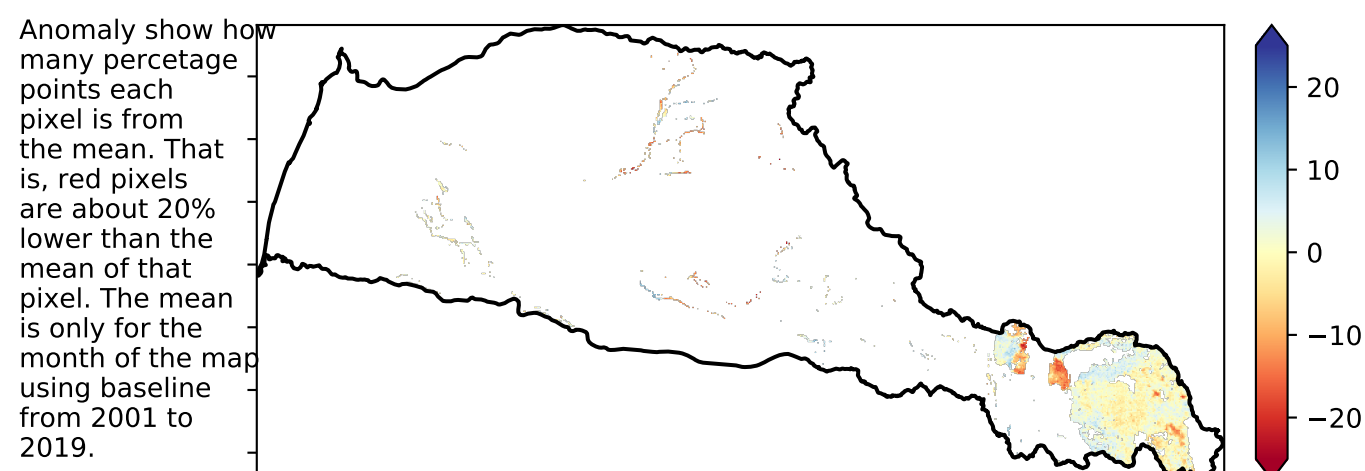 Anomaly show how
many percetage
points each
pixel is from
the mean. That
is, red pixels
are about 20%
lower than the
mean of that
pixel. The mean
is only for the
month of the map
using baseline
from 2001 to
2019.
20
10
0
−10
−20